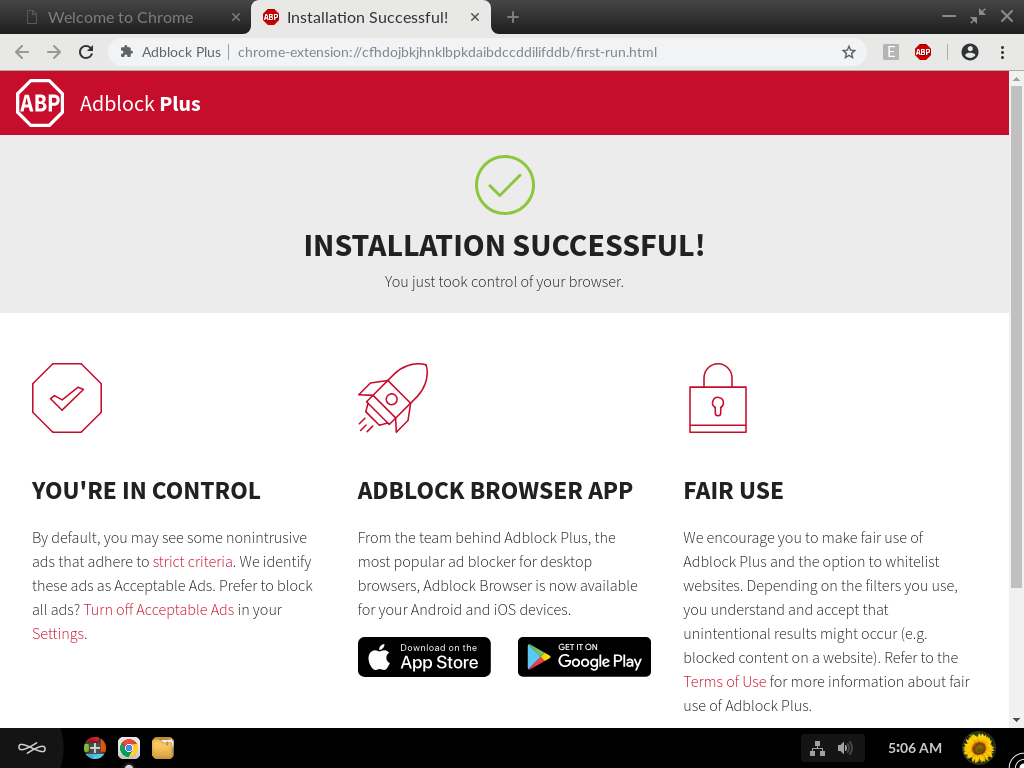 Welcome to Chrome
Installation Successful!
Adblock Plus
chrome-extension://cfhdojbkjhnklbpkdaibdccddilifddb/first-run.html
E
ABP
ABP
Adblock Plus
INSTALLATION SUCCESSFUL!
You just took control of your browser.
YOU'RE IN CONTROL
By default, you may see some nonintrusive
ads that adhere to strict criteria. We identify
these ads as Acceptable Ads. Prefer to block
all ads? Turn off Acceptable Ads in your
Settings.
ADBLOCK BROWSER APP
From the team behind Adblock Plus, the
most popular ad blocker for desktop
browsers, Adblock Browser is now available
for your Android and iOS devices.
Download on the
App Store
GET IT ON
Google Play
FAIR USE
We encourage you to make fair use of
Adblock Plus and the option to whitelist
websites. Depending on the filters you use,
you understand and accept that
unintentional results might occur (e.g.
blocked content on a website). Refer to the
Terms of Use for more information about fair
use of Adblock Plus.
5:06 AM